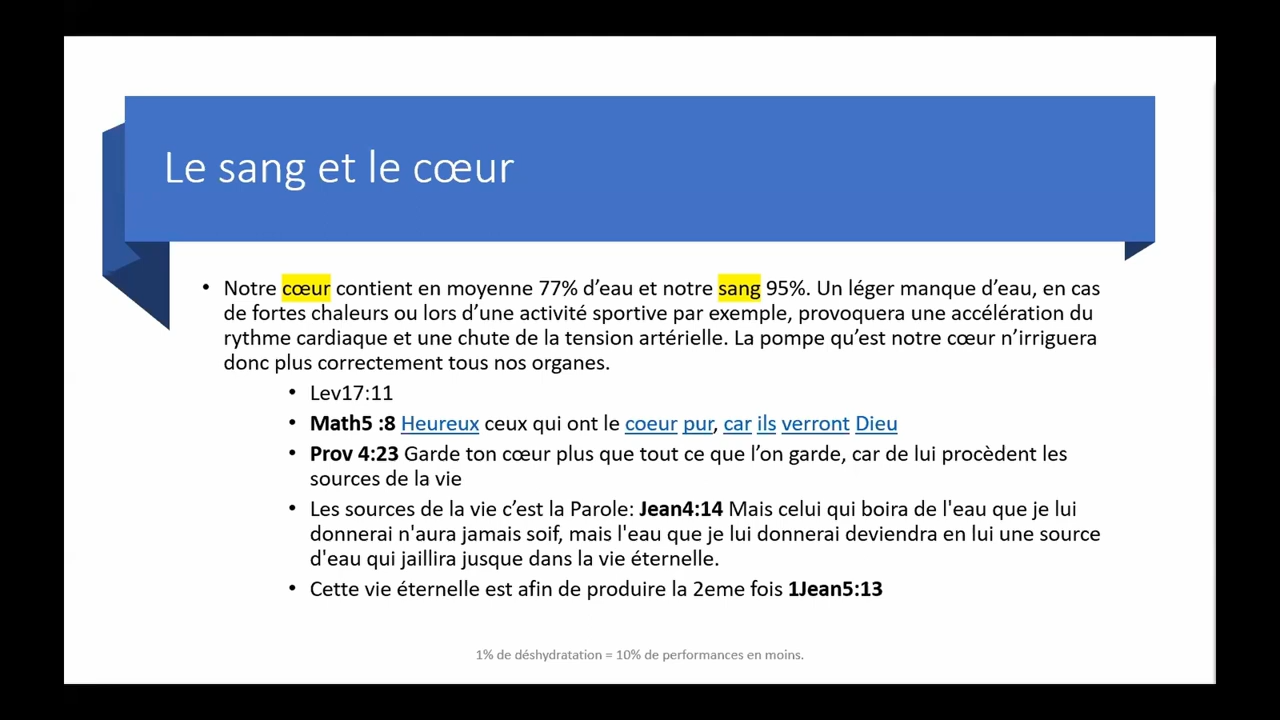 Le sang et le cœur
• Notre cœur contient en moyenne 77% d’eau et notre sang 95%. Un léger manque d’eau, en cas
de fortes chaleurs ou lors d’une activité sportive par exemple, provoquera une accélération du
rythme cardiaque et une chute de la tension artérielle. La pompe qu’est notre cœur n’irriguera
donc plus correctement tous nos organes.
• Lev17:11
• Math5 :8 Heureux ceux qui ont le coeur pur, car ils verront Dieu
• Prov 4:23 Garde ton cœur plus que tout ce que l’on garde, car de lui procèdent les
sources de la vie
• Les sources de la vie c’est la Parole: Jean4:14 Mais celui qui boira de l'eau que je lui
donnerai n'aura jamais soif, mais l'eau que je lui donnerai deviendra en lui une source
d'eau qui jaillira jusque dans la vie éternelle.
• Cette vie éternelle est afin de produire la 2eme fois 1Jean5:13
1% de déshydratation = 10% de performances en moins.